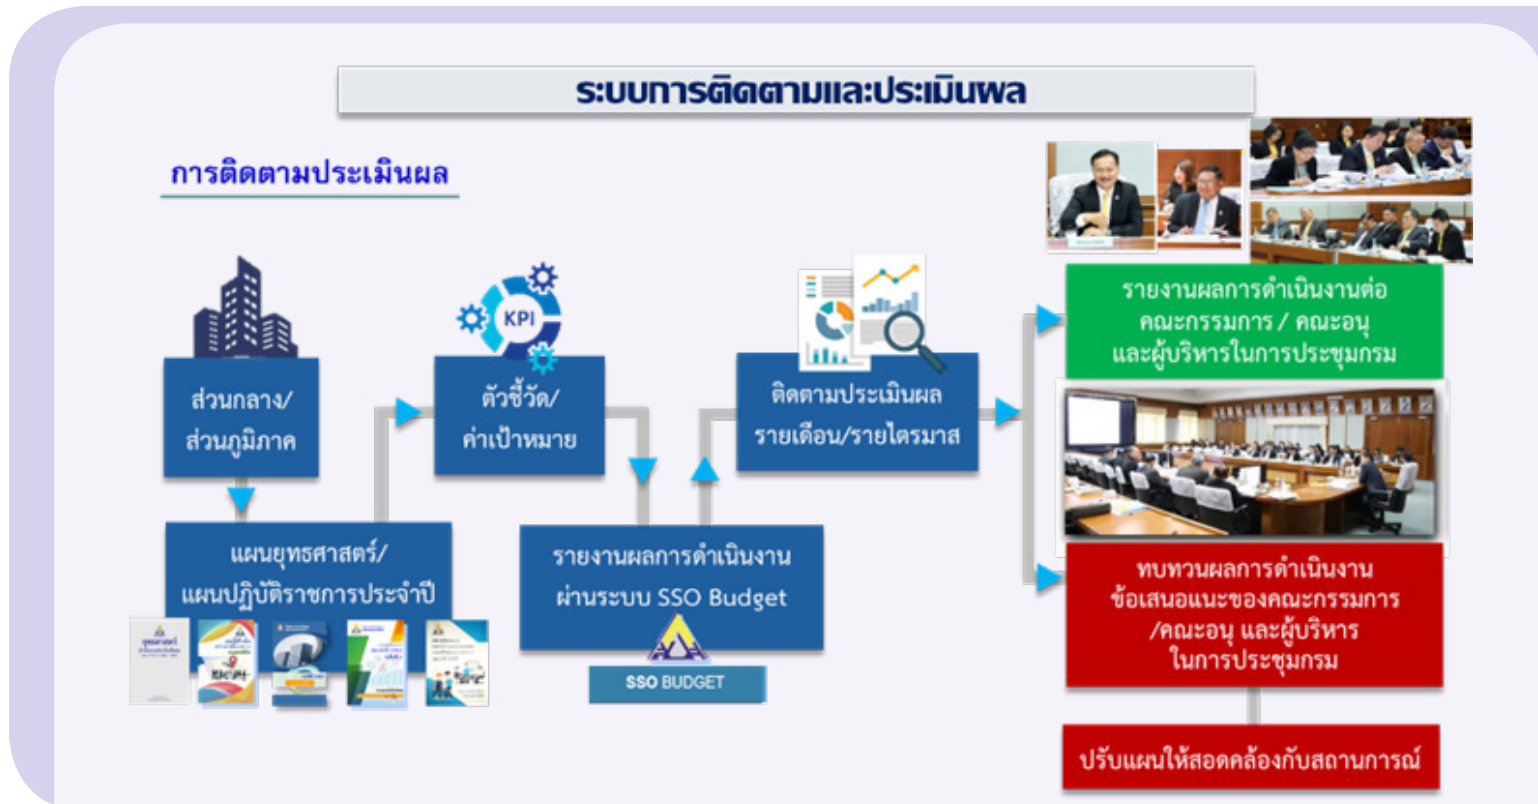 ระบบการติดตามและประเมินผล
การติดตามประเมินผล
ส่วนกลาง/
ส่วนภูมิภาค
แผนยุทธศาสตร์/
แผนปฏิบัติราชการประจำปี
KPI
ตัวชี้วัด/
ค่าเป้าหมาย
รายงานผลการดำเนินงาน
ผ่านระบบ SSO Budget
SSO BUDGET
ติดตามประเมินผล
รายเดือน/รายไตรมาส
รายงานผลการดำเนินงานต่อ
คณะกรรมการ / คณะอนุ
และผู้บริหารในการประชุมกรม
ทบทวนผลการดำเนินงาน
ข้อเสนอแนะของคณะกรรมการ
/คณะอนุ และผู้บริหาร
ในการประชุมกรม
ปรับแผนให้สอดคล้องกับสถานการณ์